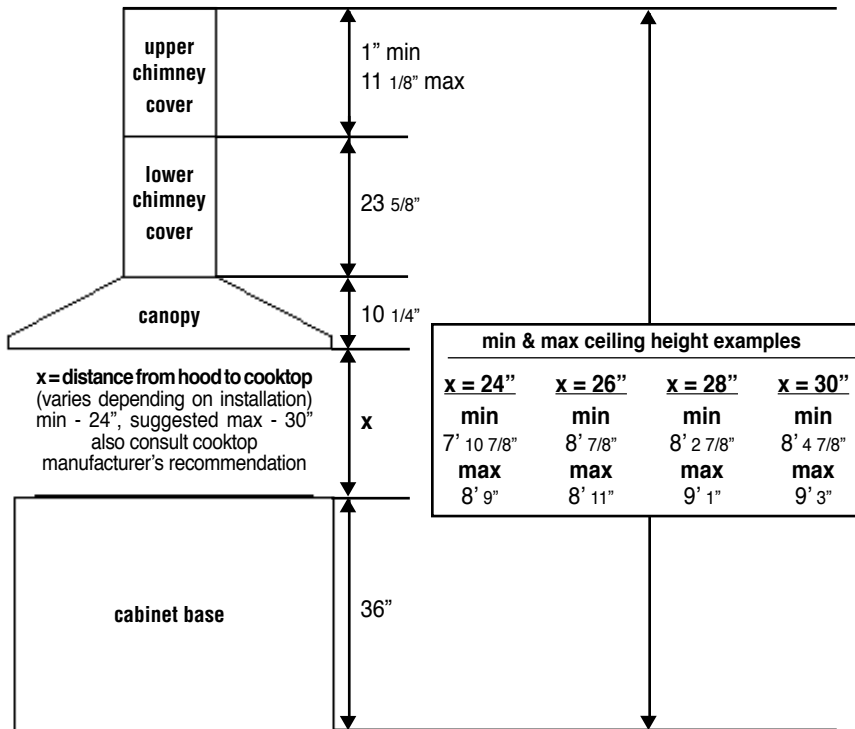 upper
chimney
cover
1” min
11 1/8” max
lower
chimney
cover
23 5/8”
canopy
10 1/4”
x = distance from hood to cooktop
(varies depending on installation)
min - 24”, suggested max - 30”
also consult cooktop
manufacturer’s recommendation
x
min & max ceiling height examples
x = 24” x = 26” x = 28” x = 30”
min min min min
7’ 10 7/8” 8’ 7/8” 8’ 2 7/8” 8’ 4 7/8”
max max max max
8’ 9” 8’ 11” 9’ 1” 9’ 3”
cabinet base
36”